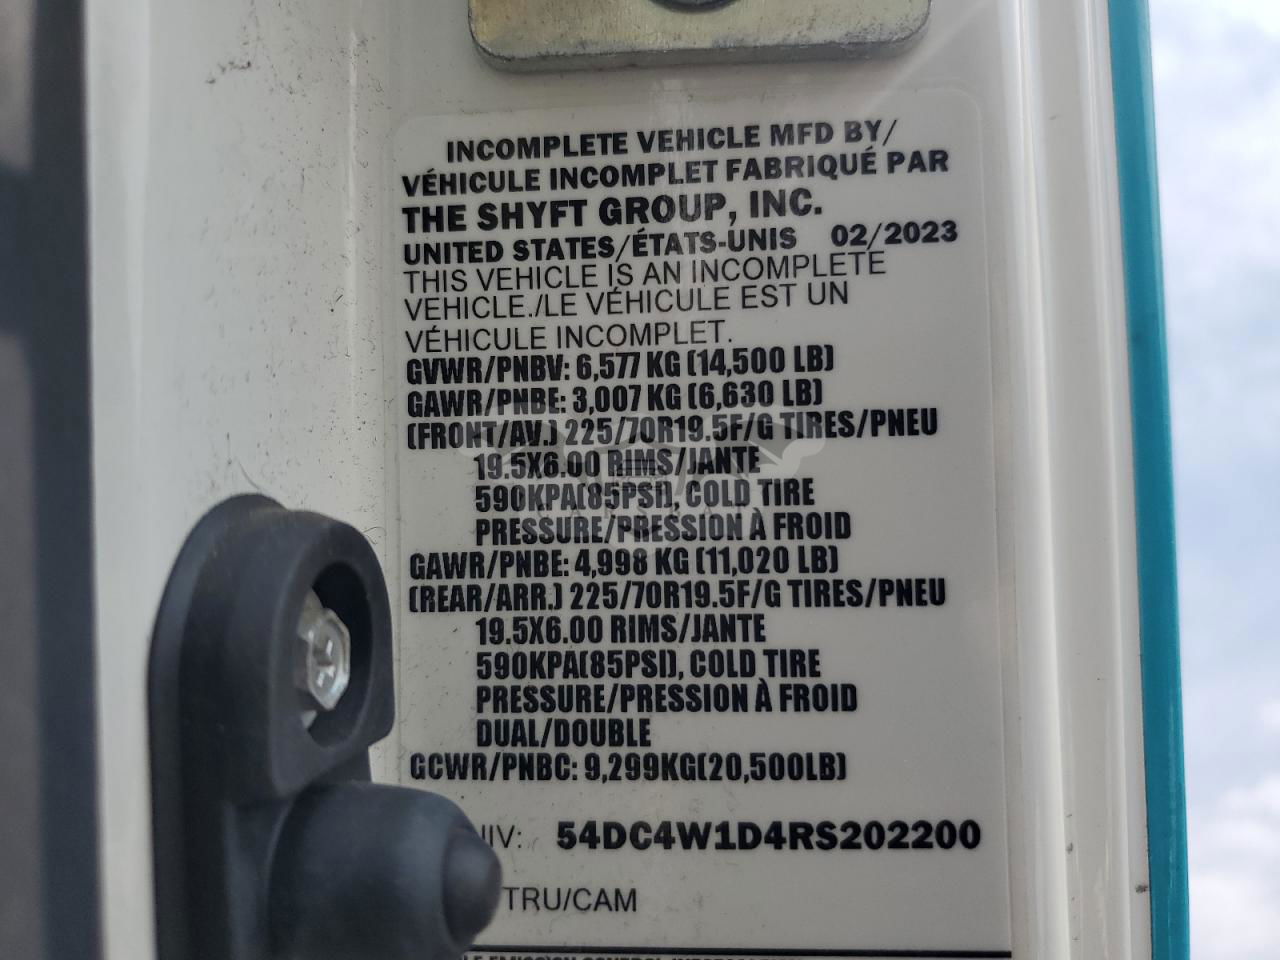 INCOMPLETE VEHICLE MFD BY/
VÉHICULE INCOMPLET FABRIQUÉ PAR
THE SHYFT GROUP, INC.
UNITED STATES/ÉTATS-UNIS 02/2023
THIS VEHICLE IS AN INCOMPLETE
VEHICLE./LE VÉHICULE EST UN
VÉHICULE INCOMPLET.
GVWR/PNBV: 6,577 KG (14,500 LB)
GAWR/PNBE: 3,007 KG (6,630 LB)
(FRONT/AV.) 225/70R19.5F/G TIRES/PNEU
19.5X6.00 RIMS/JANTE
590KPA(85PSI), COLD TIRE
PRESSURE/PRESSION À FROID
GAWR/PNBE: 4,998 KG (11,020 LB)
(REAR/ARR.) 225/70R19.5F/G TIRES/PNEU
19.5X6.00 RIMS/JANTE
590KPA(85PSI), COLD TIRE
PRESSURE/PRESSION À FROID
DUAL/DOUBLE
GCWR/PNBC: 9,299KG(20,500LB)
54DC4W1D4RS202200
TRU/CAM